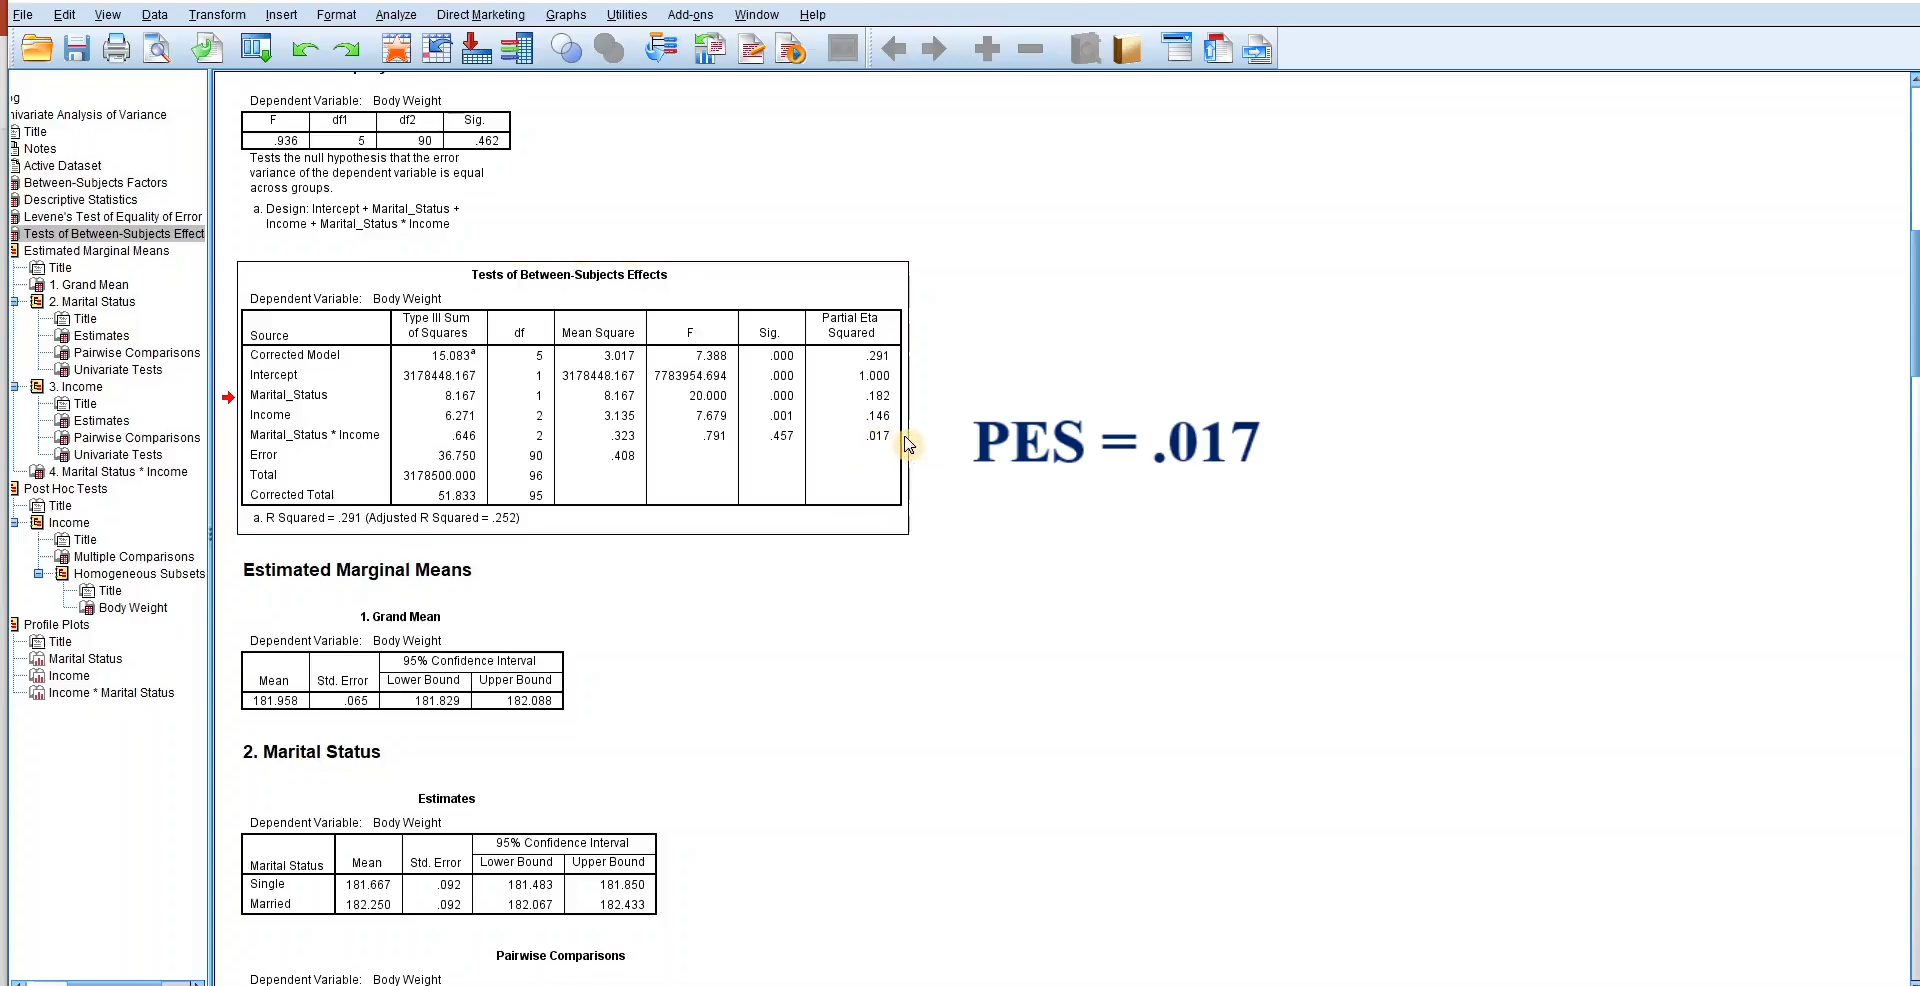 File Edit View Data Transform Insert Format Analyze Direct Marketing Graphs Utilities Add-ons Window Help
Univariate Analysis of Variance
Title
Notes
Active Dataset
Between-Subjects Factors
Descriptive Statistics
Levene's Test of Equality of Error
Tests of Between-Subjects Effect
Estimated Marginal Means
Title
1. Grand Mean
2. Marital Status
Title
Estimates
Pairwise Comparisons
Univariate Tests
3. Income
Title
Estimates
Pairwise Comparisons
Univariate Tests
4. Marital Status * Income
Post Hoc Tests
Title
Income
Title
Multiple Comparisons
Homogeneous Subsets
Title
Body Weight
Profile Plots
Title
Marital Status
Income
Income * Marital Status
Dependent Variable: Body Weight
F df1 df2 Sig.
.936 5 90 .462
Tests the null hypothesis that the error
variance of the dependent variable is equal
across groups.
a. Design: Intercept + Marital_Status +
Income + Marital_Status * Income
Tests of Between-Subjects Effects
Dependent Variable: Body Weight
Source Type III Sum of Squares df Mean Square F Sig. Partial Eta Squared
Corrected Model 15.083a 5 3.017 7.388 .000 .291
Intercept 3178448.167 1 3178448.167 7783954.694 .000 1.000
Marital_Status 8.167 1 8.167 20.000 .000 .182
Income 6.271 2 3.135 7.679 .001 .146
Marital_Status * Income .646 2 .323 .791 .457 .017
Error 36.750 90 .408
Total 3178500.000 96
Corrected Total 51.833 95
a. R Squared = .291 (Adjusted R Squared = .252)
PES = .017
Estimated Marginal Means
1. Grand Mean
Dependent Variable: Body Weight
95% Confidence Interval
Mean Std. Error Lower Bound Upper Bound
181.958 .065 181.829 182.088
2. Marital Status
Estimates
Dependent Variable: Body Weight
95% Confidence Interval
Marital Status Mean Std. Error Lower Bound Upper Bound
Single 181.667 .092 181.483 181.850
Married 182.250 .092 182.067 182.433
Pairwise Comparisons
Dependent Variable: Body Weight